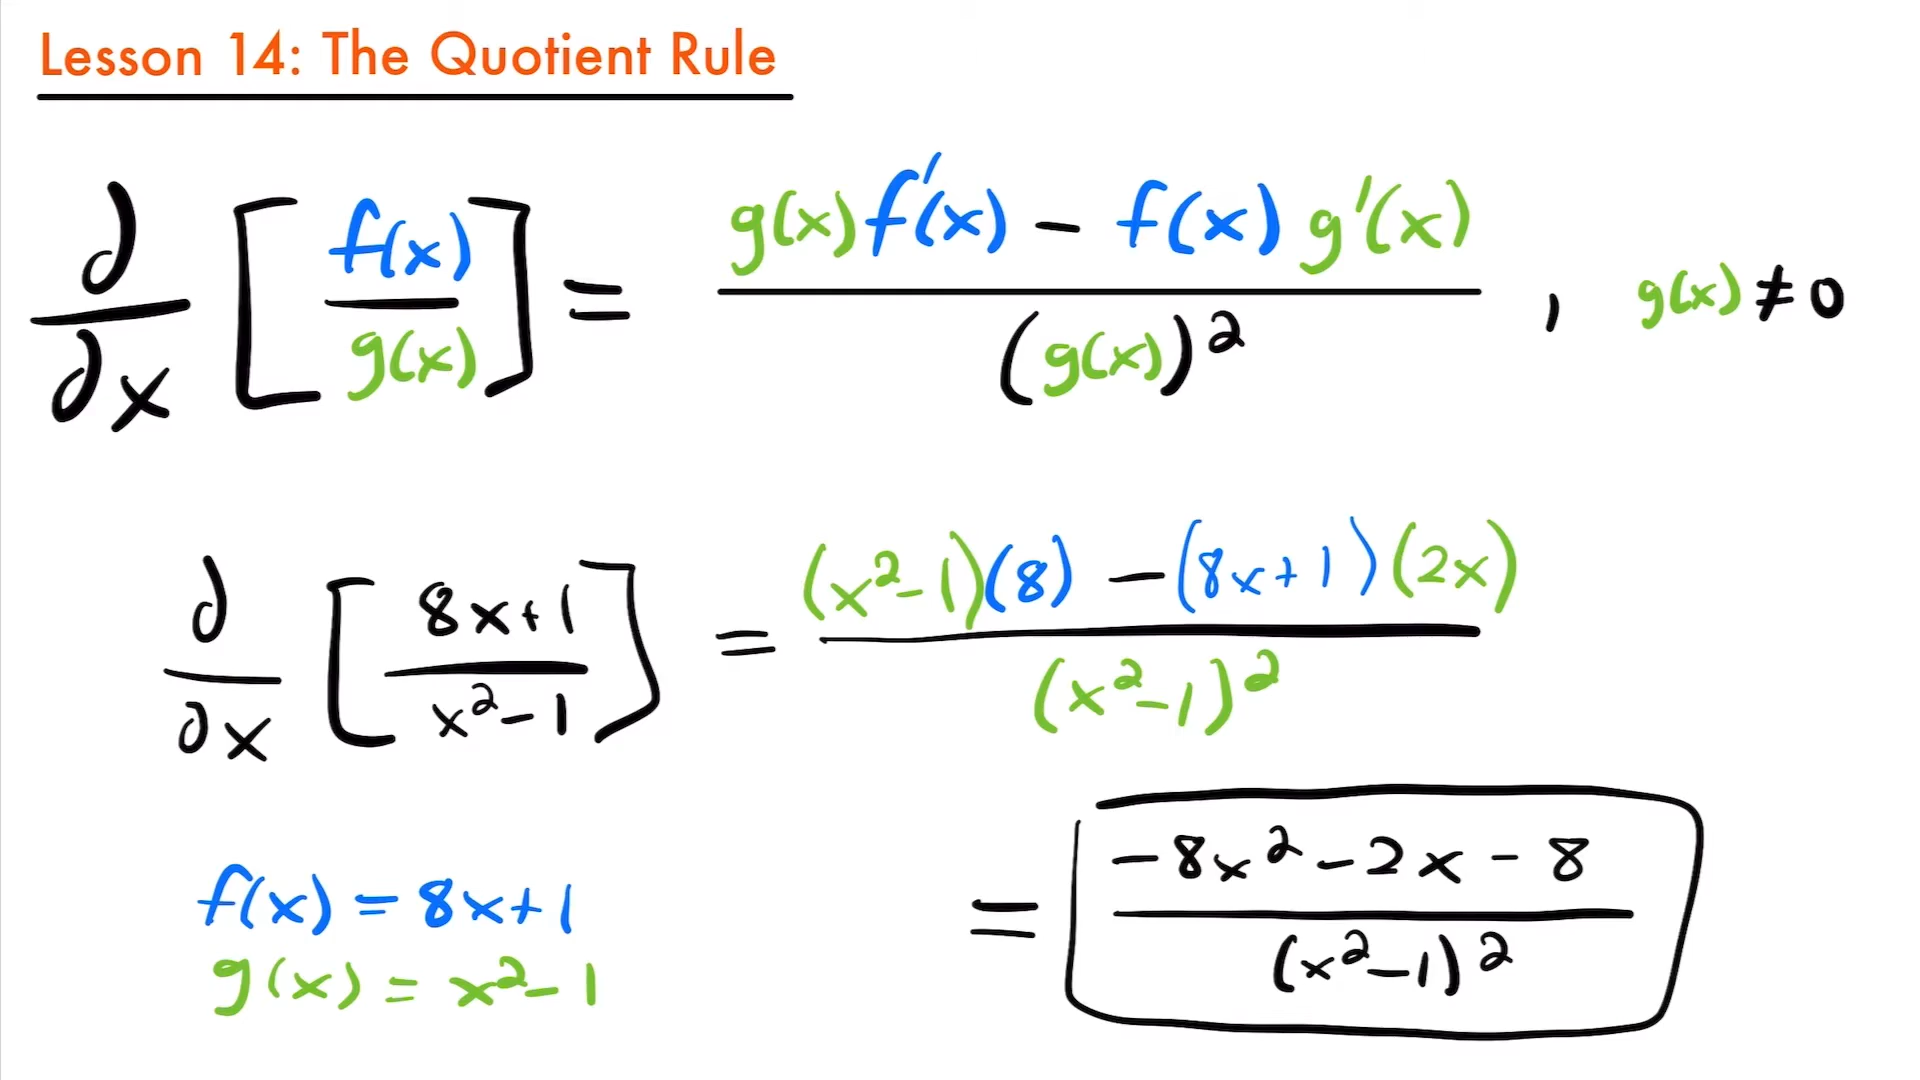 Lesson 14: The Quotient Rule
∂/∂x [f(x)/g(x)] = (g(x)f'(x) - f(x)g'(x))/(g(x))², g(x) ≠ 0
∂/∂x [(8x+1)/(x²-1)] = ((x²-1)(8) - (8x+1)(2x))/(x²-1)²
= (-8x²-2x-8)/(x²-1)²
f(x) = 8x+1
g(x) = x²-1